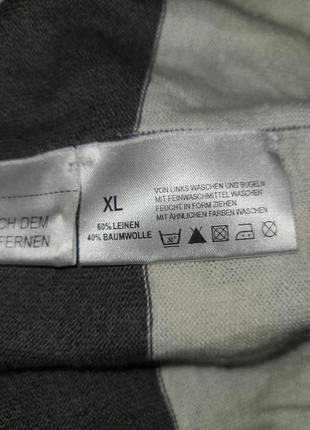 CH DEM
FERNEN
XL
60% LEINEN
40% BAUMWOLLE
VON LINKS WASCHEN UND BÜGELN
MIT FEINWASCHMITTEL WASCHEN
FEUCHT IN FORM ZIEHEN
MIT ÄHNLICHEN FARBEN WASCHEN
30°